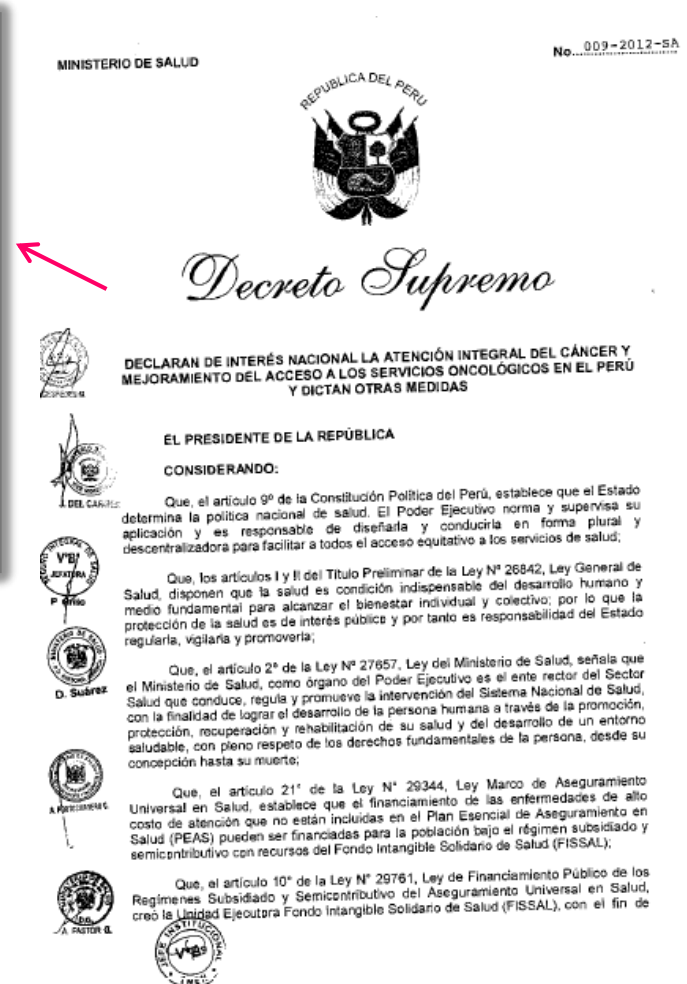 No. 009-2012-SA
MINISTERIO DE SALUD
REPUBLICA DEL PERU
Decreto Supremo
DECLARAN DE INTERÉS NACIONAL LA ATENCIÓN INTEGRAL DEL CÁNCER Y
MEJORAMIENTO DEL ACCESO A LOS SERVICIOS ONCOLÓGICOS EN EL PERÚ
Y DICTAN OTRAS MEDIDAS
EL PRESIDENTE DE LA REPÚBLICA
CONSIDERANDO:
Que, el artículo 9º de la Constitución Política del Perú, establece que el Estado
determina la política nacional de salud. El Poder Ejecutivo norma y supervisa su
aplicación y es responsable de diseñarla y conducirla en forma plural y
descentralizadora para facilitar a todos el acceso equitativo a los servicios de salud;
Que, los artículos I y II del Título Preliminar de la Ley Nº 26842, Ley General de
Salud, disponen que la salud es condición indispensable del desarrollo humano y
medio fundamental para alcanzar el bienestar individual y colectivo; por lo que la
protección de la salud es de interés público y por tanto es responsabilidad del Estado
regularla, vigilarla y promoverla;
Que, el artículo 2º de la Ley Nº 27657, Ley del Ministerio de Salud, señala que
el Ministerio de Salud, como órgano del Poder Ejecutivo es el ente rector del Sector
Salud que conduce, regula y promueve la intervención del Sistema Nacional de Salud,
con la finalidad de lograr el desarrollo de la persona humana a través de la promoción,
protección, recuperación y rehabilitación de su salud y del desarrollo de un entorno
saludable, con pleno respeto de los derechos fundamentales de la persona, desde su
concepción hasta su muerte;
Que, el artículo 21° de la Ley N° 29344, Ley Marco de Aseguramiento
Universal en Salud, establece que el financiamiento de las enfermedades de alto
costo de atención que no están incluidas en el Plan Esencial de Aseguramiento en
Salud (PEAS) pueden ser financiadas para la población bajo el régimen subsidiado y
semicontributivo con recursos del Fondo Intangible Solidario de Salud (FISSAL);
Que, el artículo 10° de la Ley N° 29761, Ley de Financiamiento Público de los
Regímenes Subsidiado y Semicontributivo del Aseguramiento Universal en Salud,
creó la Unidad Ejecutora Fondo Intangible Solidario de Salud (FISSAL), con el fin de
J. DEL CARMEN
INTEGRAL DE SALUD
VºBº
JEFATURA
P.
D. Suárez
A. PASTOR G.
JEFE INSTITUCIONAL
VºBº